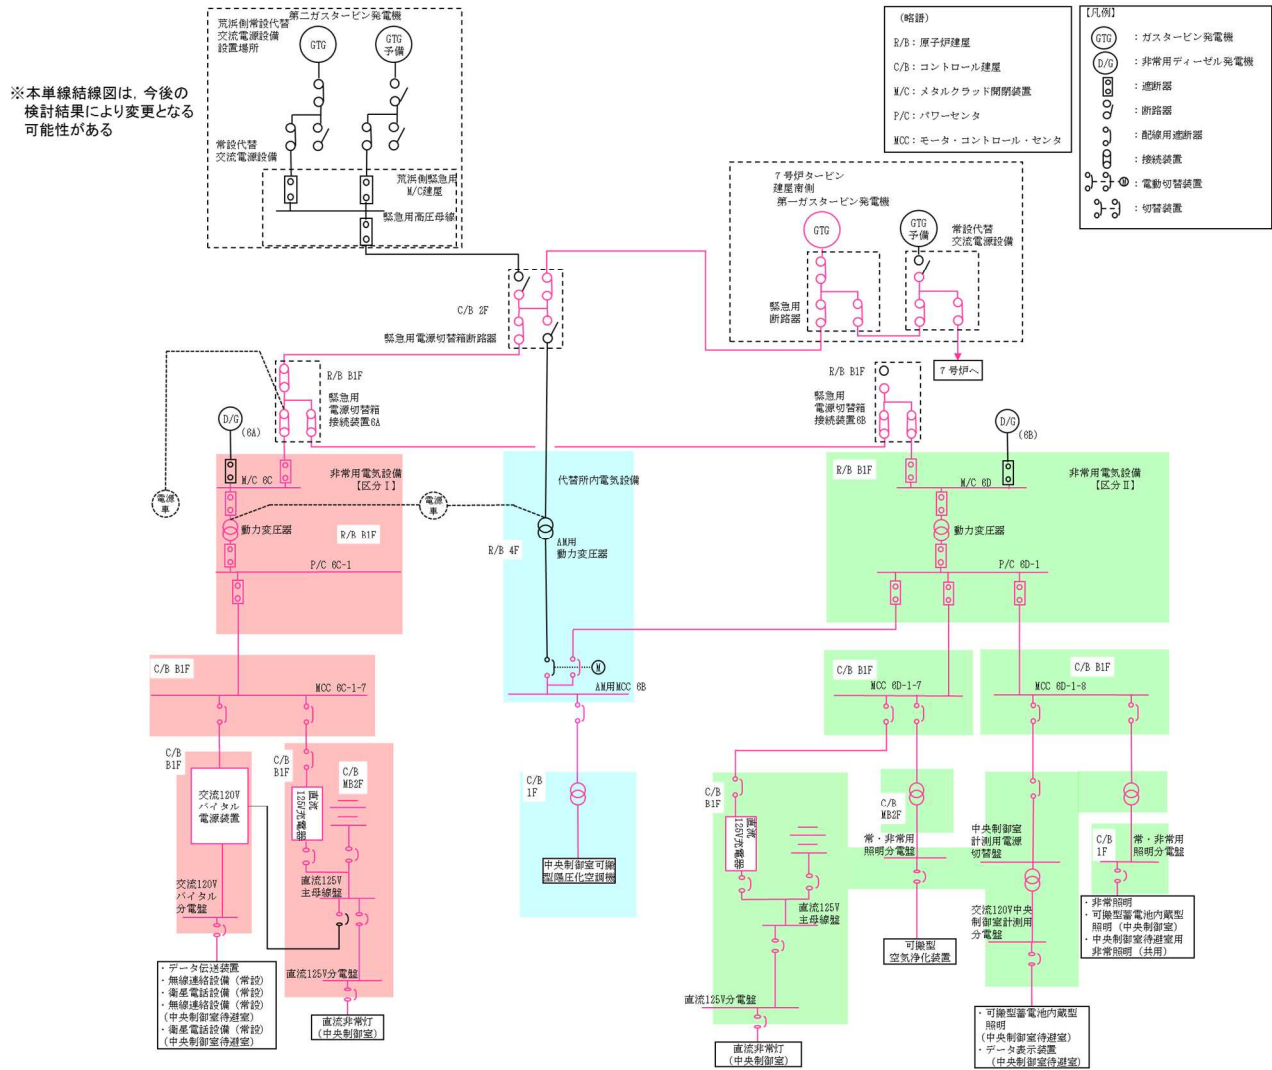 ※本単線結線図は,今後の
検討結果により変更となる
可能性がある
荒浜側常設代替
交流電源設備
設置場所
第二ガスタービン発電機
GTG
GTG
予備
常設代替
交流電源設備
荒浜側緊急用
M/C建屋
緊急用高圧母線
(略語)
R/B:原子炉建屋
C/B:コントロール建屋
M/C:メタルクラッド開閉装置
P/C:パワーセンタ
MCC:モータ・コントロール・センタ
【凡例】
GTG :ガスタービン発電機
D/G :非常用ディーゼル発電機
:遮断器
:断路器
:配線用遮断器
:接続装置
M :電動切替装置
:切替装置
7号炉タービン
建屋南側
第一ガスタービン発電機
GTG
GTG
予備
常設代替
交流電源設備
緊急用
断路器
7号炉へ
C/B 2F
緊急用電源切替箱断路器
R/B B1F
緊急用
電源切替箱
接続装置6A
R/B B1F
緊急用
電源切替箱
接続装置6B
D/G
(6A)
D/G
(6B)
電源
車
電源
車
M/C 6C
非常用電気設備
【区分Ⅰ】
動力変圧器
R/B B1F
P/C 6C-1
代替所内電気設備
R/B 4F
AM用
動力変圧器
M
AM用MCC 6B
R/B B1F
M/C 6D
非常用電気設備
【区分Ⅱ】
動力変圧器
P/C 6D-1
C/B B1F
MCC 6C-1-7
C/B B1F
MCC 6D-1-7
C/B B1F
MCC 6D-1-8
C/B
B1F
交流120V
バイタル
電源装置
交流120V
バイタル
分電盤
C/B
B1F
直流
125V充電器
C/B
MB2F
直流125V
主母線盤
直流125V分電盤
・データ伝送装置
・無線連絡設備(常設)
・衛星電話設備(常設)
・無線連絡設備(常設)
(中央制御室待避室)
・衛星電話設備(常設)
(中央制御室待避室)
直流非常灯
(中央制御室)
C/B
1F
中央制御室可搬
型陽圧化空調機
C/B
B1F
直流
125V充電器
直流125V
主母線盤
直流125V分電盤
直流非常灯
(中央制御室)
C/B
MB2F
常・非常用
照明分電盤
可搬型
空気浄化装置
中央制御室
計測用電源
切替盤
交流120V中央
制御室計測用
分電盤
・可搬型蓄電池内蔵型
照明
(中央制御室待避室)
・データ表示装置
(中央制御室待避室)
C/B
1F
常・非常用
照明分電盤
・非常照明
・可搬型蓄電池内蔵型
照明(中央制御室)
・中央制御室待避室用
非常照明(共用)